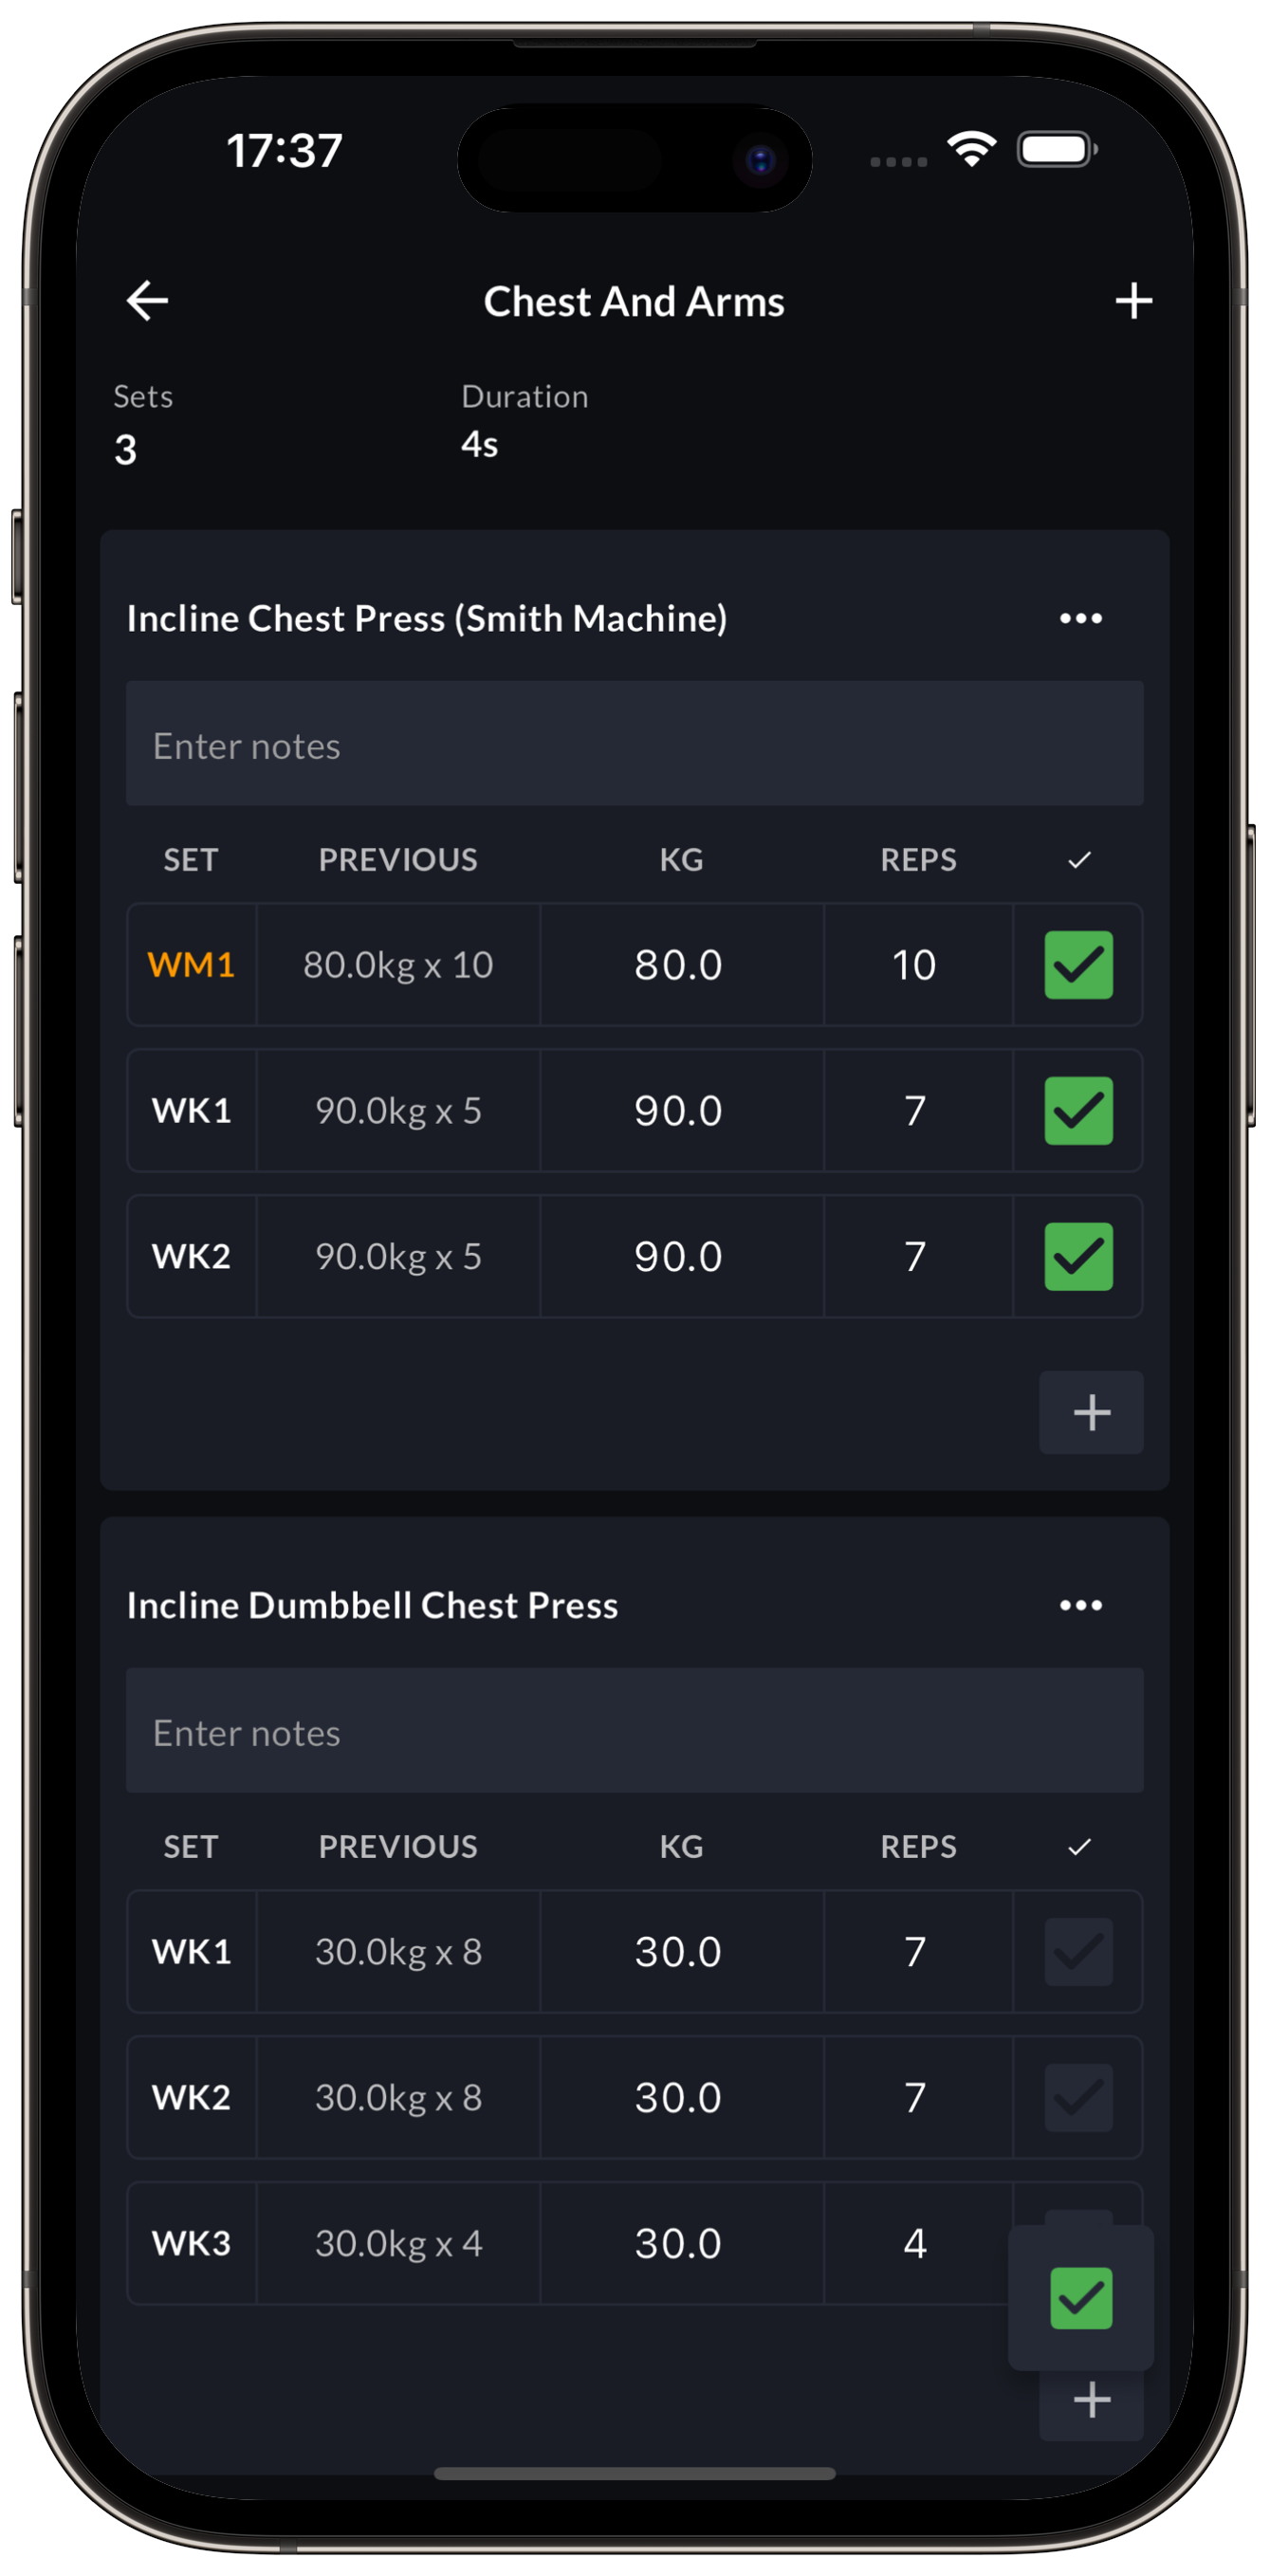 17:37
Chest And Arms
Sets Duration
3 4s
Incline Chest Press (Smith Machine)
Enter notes
SET PREVIOUS KG REPS
WM1 80.0kg x 10 80.0 10
WK1 90.0kg x 5 90.0 7
WK2 90.0kg x 5 90.0 7
Incline Dumbbell Chest Press
Enter notes
SET PREVIOUS KG REPS
WK1 30.0kg x 8 30.0 7
WK2 30.0kg x 8 30.0 7
WK3 30.0kg x 4 30.0 4